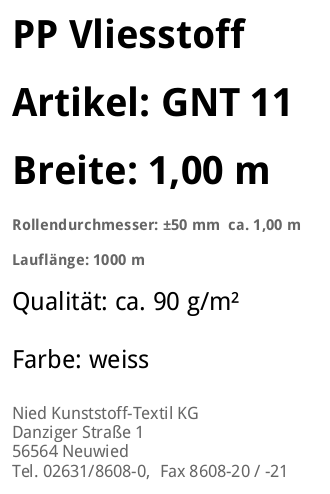 PP Vliesstoff
Artikel: GNT 11
Breite: 1,00 m
Rollendurchmesser: ±50 mm ca. 1,00 m
Lauflänge: 1000 m
Qualität: ca. 90 g/m²
Farbe: weiss
Nied Kunststoff-Textil KG
Danziger Straße 1
56564 Neuwied
Tel. 02631/8608-0, Fax 8608-20 / -21